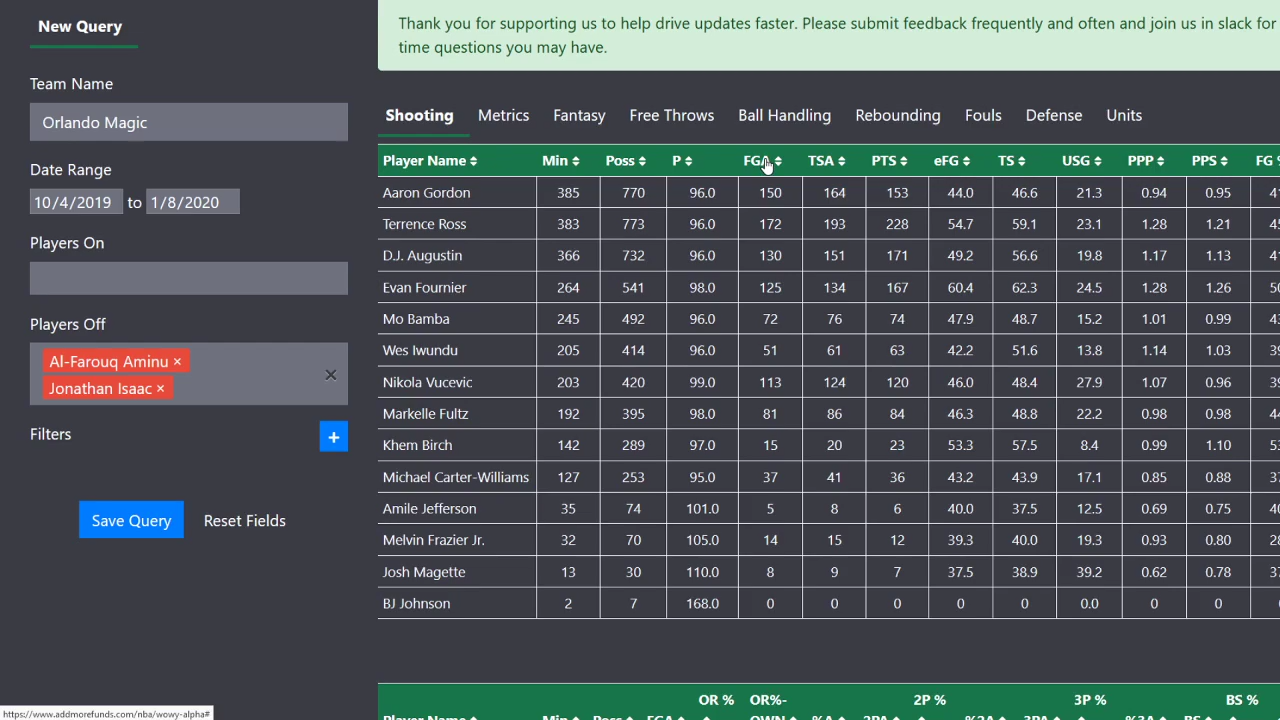 New Query
Thank you for supporting us to help drive updates faster. Please submit feedback frequently and often and join us in slack for
time questions you may have.
Team Name
Orlando Magic
Date Range
10/4/2019 to 1/8/2020
Players On
Players Off
Al-Farouq Aminu ×
Jonathan Isaac ×
Filters
+
Save Query Reset Fields
Shooting Metrics Fantasy Free Throws Ball Handling Rebounding Fouls Defense Units
Player Name Min Poss P FGA TSA PTS eFG TS USG PPP PPS FG
Aaron Gordon 385 770 96.0 150 164 153 44.0 46.6 21.3 0.94 0.95
Terrence Ross 383 773 96.0 172 193 228 54.7 59.1 23.1 1.28 1.21
D.J. Augustin 366 732 96.0 130 151 171 49.2 56.6 19.8 1.17 1.13
Evan Fournier 264 541 98.0 125 134 167 60.4 62.3 24.5 1.28 1.26
Mo Bamba 245 492 96.0 72 76 74 47.9 48.7 15.2 1.01 0.99
Wes Iwundu 205 414 96.0 51 61 63 42.2 51.6 13.8 1.14 1.03
Nikola Vucevic 203 420 99.0 113 124 120 46.0 48.4 27.9 1.07 0.96
Markelle Fultz 192 395 98.0 81 86 84 46.3 48.8 22.2 0.98 0.98
Khem Birch 142 289 97.0 15 20 23 53.3 57.5 8.4 0.99 1.10
Michael Carter-Williams 127 253 95.0 37 41 36 43.2 43.9 17.1 0.85 0.88
Amile Jefferson 35 74 101.0 5 8 6 40.0 37.5 12.5 0.69 0.75
Melvin Frazier Jr. 32 70 105.0 14 15 12 39.3 40.0 19.3 0.93 0.80
Josh Magette 13 30 110.0 8 9 7 37.5 38.9 39.2 0.62 0.78
BJ Johnson 2 7 168.0 0 0 0 0 0 0.0 0 0
OR % OR%- 2P % 3P % BS %
Player Name Min Poss FGA OWN %A 2PA %2A 3PA %3A BS
https://www.addmorefunds.com/nba/wowy-alpha#